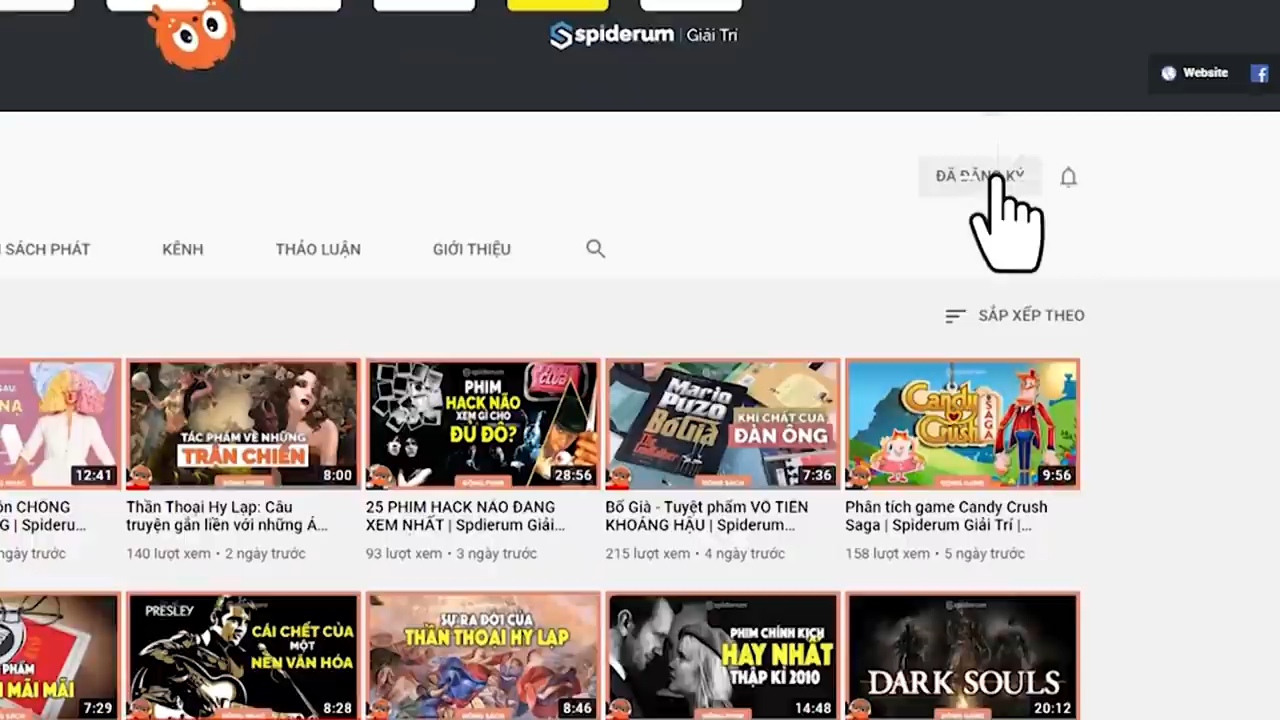 spiderum | Giải Trí
Website
ĐÃ ĐĂNG KÝ
SÁCH PHÁT
KÊNH
THẢO LUẬN
GIỚI THIỆU
SẮP XẾP THEO
12:41
TÁC PHẨM VỀ NHỮNG
TRẬN CHIẾN
8:00
PHIM
HACK NÃO
XEM GÌ CHO
ĐỦ ĐÔ?
CLUB
28:56
Mario
Puzo
Bố Già
KHÍ CHẤT CỦA
ĐÀN ÔNG
7:36
Candy
Crush
SAGA
9:56
CHỒNG
G | Spideru...
ngày trước
Thần Thoại Hy Lạp: Câu
truyện gắn liền với những Á...
140 lượt xem • 2 ngày trước
25 PHIM HACK NÃO ĐÁNG
XEM NHẤT | Spdierum Giải...
93 lượt xem • 3 ngày trước
Bố Già - Tuyệt phẩm VÔ TIỀN
KHOÁNG HẬU | Spiderum...
215 lượt xem • 4 ngày trước
Phân tích game Candy Crush
Saga | Spiderum Giải Trí |...
158 lượt xem • 5 ngày trước
PHẨM
MÃI MÃI
7:29
PRESLEY
CÁI CHẾT CỦA
MỘT
NỀN VĂN HÓA
8:28
SỰ RA ĐỜI CỦA
THẦN THOẠI HY LẠP
8:46
spiderum
PHIM CHÍNH KỊCH
HAY NHẤT
THẬP KỈ 2010
14:48
spiderum
DARK SOULS
20:12